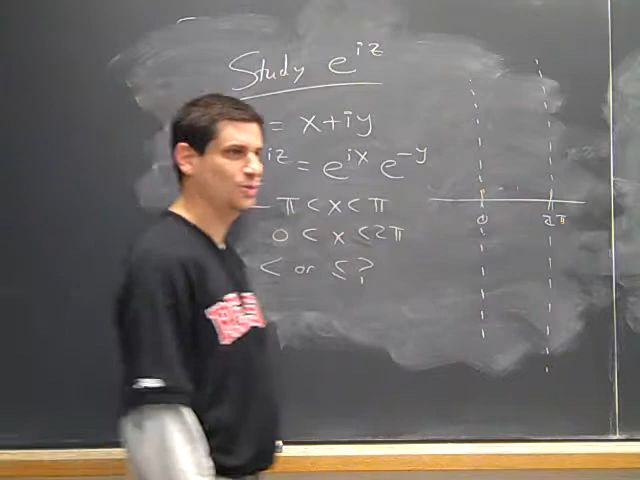 Study e^{iz}
= x+iy
iz = e^{ix} e^{-y}
-π < x < π
0 < x ≤ 2π
< or ≤ ?
0 2π